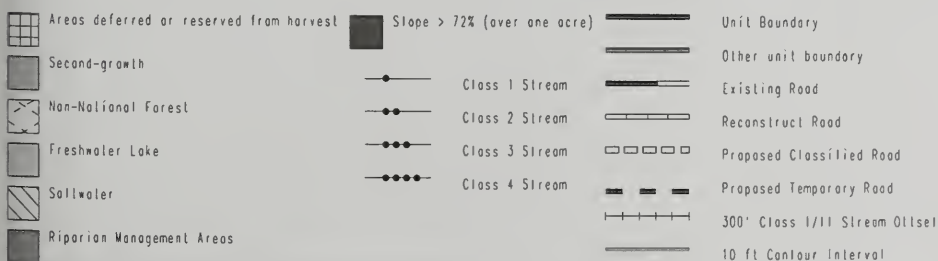 Areas deferred or reserved from harvest
Second-growth
Non-National Forest
Freshwater Lake
Saltwater
Riparian Management Areas
Slope > 72% (over one acre)
Class 1 Stream
Class 2 Stream
Class 3 Stream
Class 4 Stream
Unit Boundary
Other unit boundary
Existing Road
Reconstruct Road
Proposed Classified Road
Proposed Temporary Road
300' Class I/II Stream Offset
10 ft Contour Interval